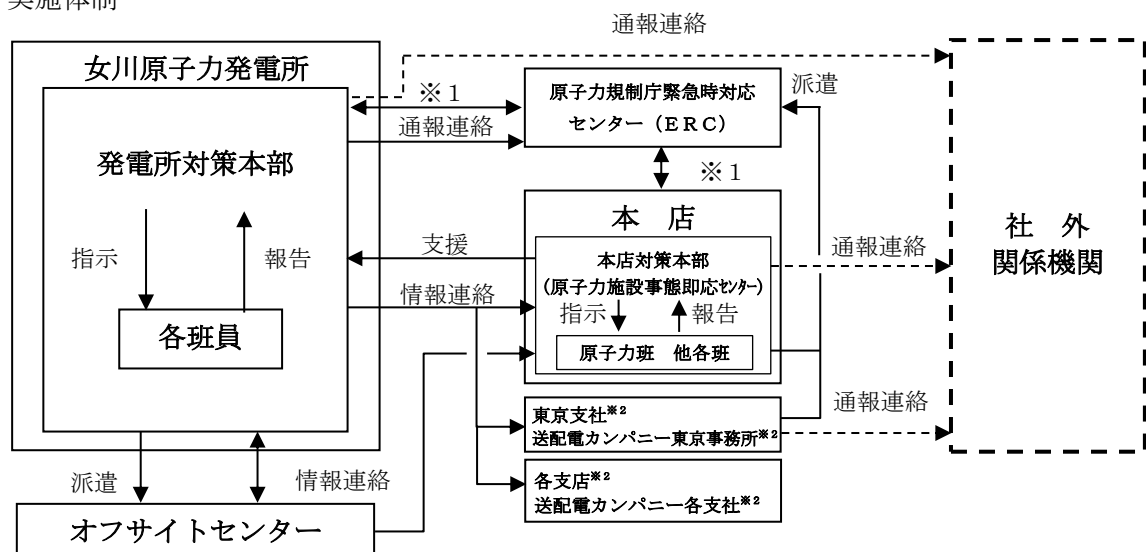 実施体制
通報連絡
女川原子力発電所
※１
原子力規制庁緊急時対応
センター（ＥＲＣ）
派遣
通報連絡
発電所対策本部
※１
本　店
社　外
関係機関
指示
報告
支援
本店対策本部
(原子力施設事態即応ｾﾝﾀｰ)
通報連絡
情報連絡
指示
報告
各班員
原子力班　他各班
東京支社※2
送配電カンパニー東京事務所※2
通報連絡
各支店※2
送配電カンパニー各支社※2
派遣
情報連絡
オフサイトセンター